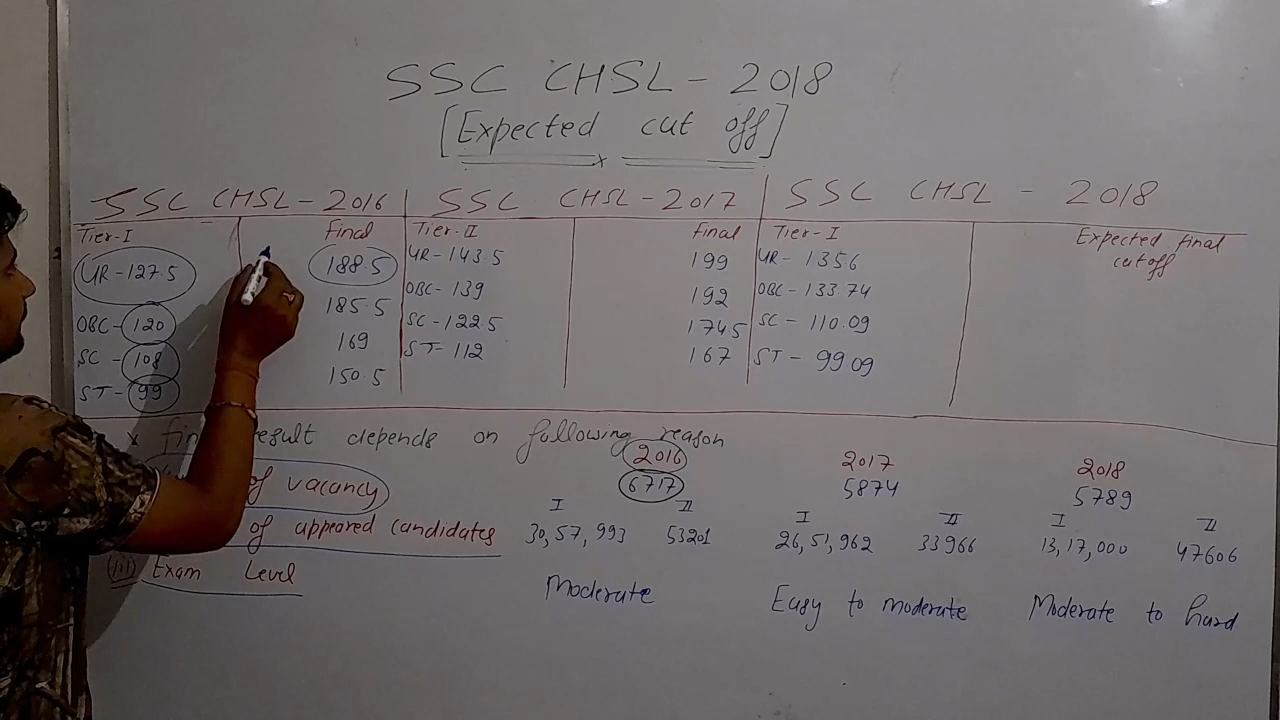 SSC CHSL - 2018
[Expected cut off]
SSC CHSL - 2016 SSC CHSL - 2017 SSC CHSL - 2018
Tier-I Final Tier-II Final Tier-I Expected final cut off
UR - 127.5 188.5 UR - 143.5 199 UR - 135.6
OBC - 120 185.5 OBC - 139 192 OBC - 133.74
SC - 108 169 SC - 122.5 174.5 SC - 110.09
ST - 99 150.5 ST - 112 167 ST - 99.09
x result depends on following reason
2016 2017 2018
of vacancy 6717 5874 5789
I II I II I II
of appeared candidates 30,57,993 53201 26,51,962 33966 13,17,000 47606
(iii) Exam Level Moderate Easy to moderate Moderate to hard